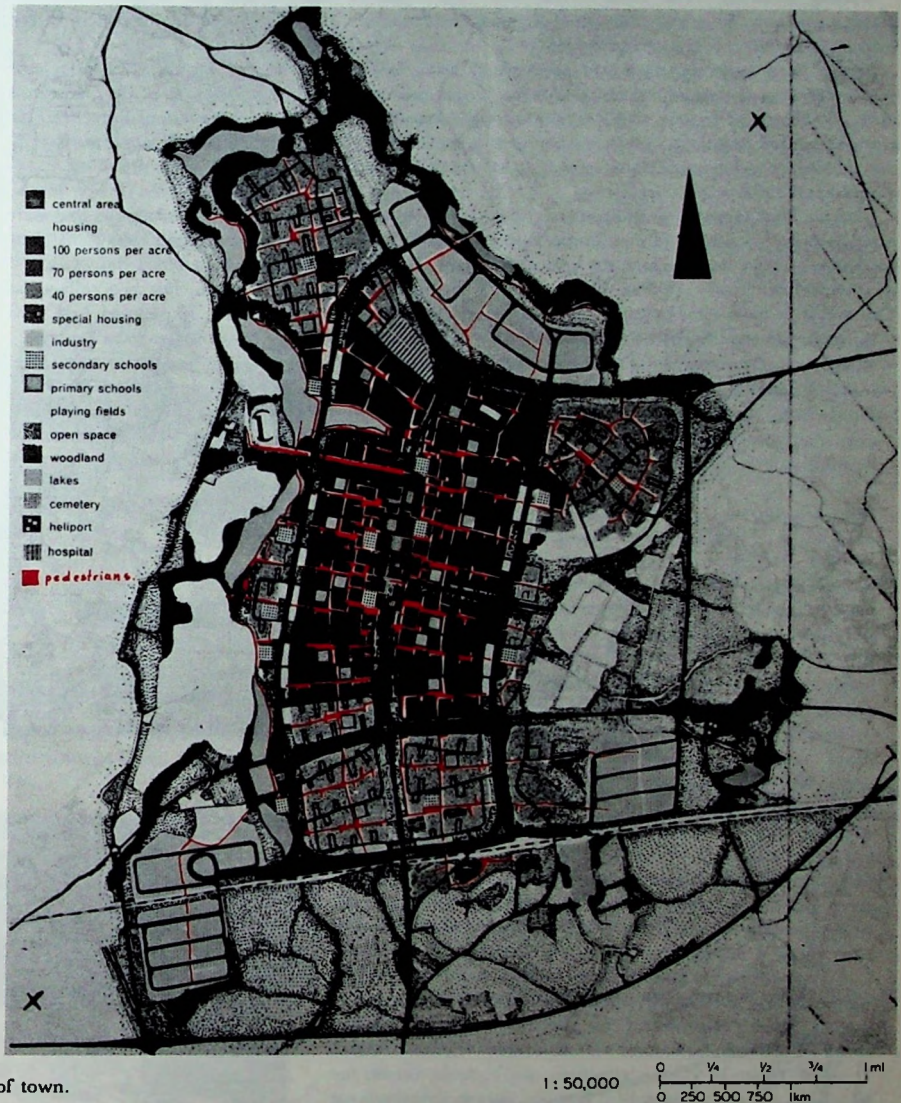 central area
housing
100 persons per acre
70 persons per acre
40 persons per acre
special housing
industry
secondary schools
primary schools
playing fields
open space
woodland
lakes
cemetery
heliport
hospital
pedestrians.
X
X
of town.
1:50,000
0 1/4 1/2 3/4 1 ml
0 250 500 750 1km